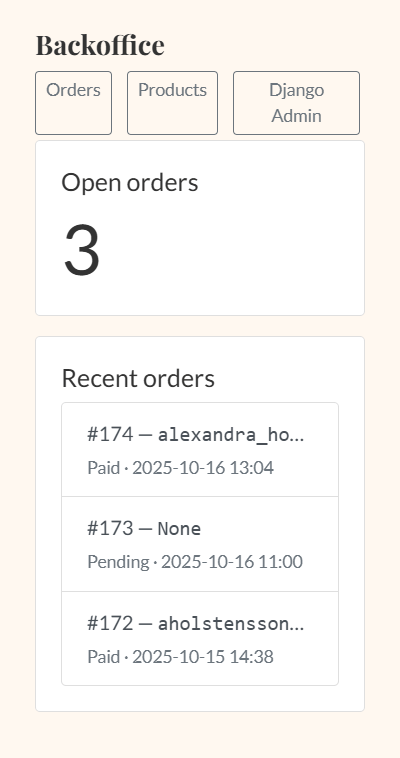 Backoffice
Orders Products Django
Admin
Open orders
3
Recent orders
#174 — alexandra_ho…
Paid · 2025-10-16 13:04
#173 — None
Pending · 2025-10-16 11:00
#172 — aholstensson…
Paid · 2025-10-15 14:38